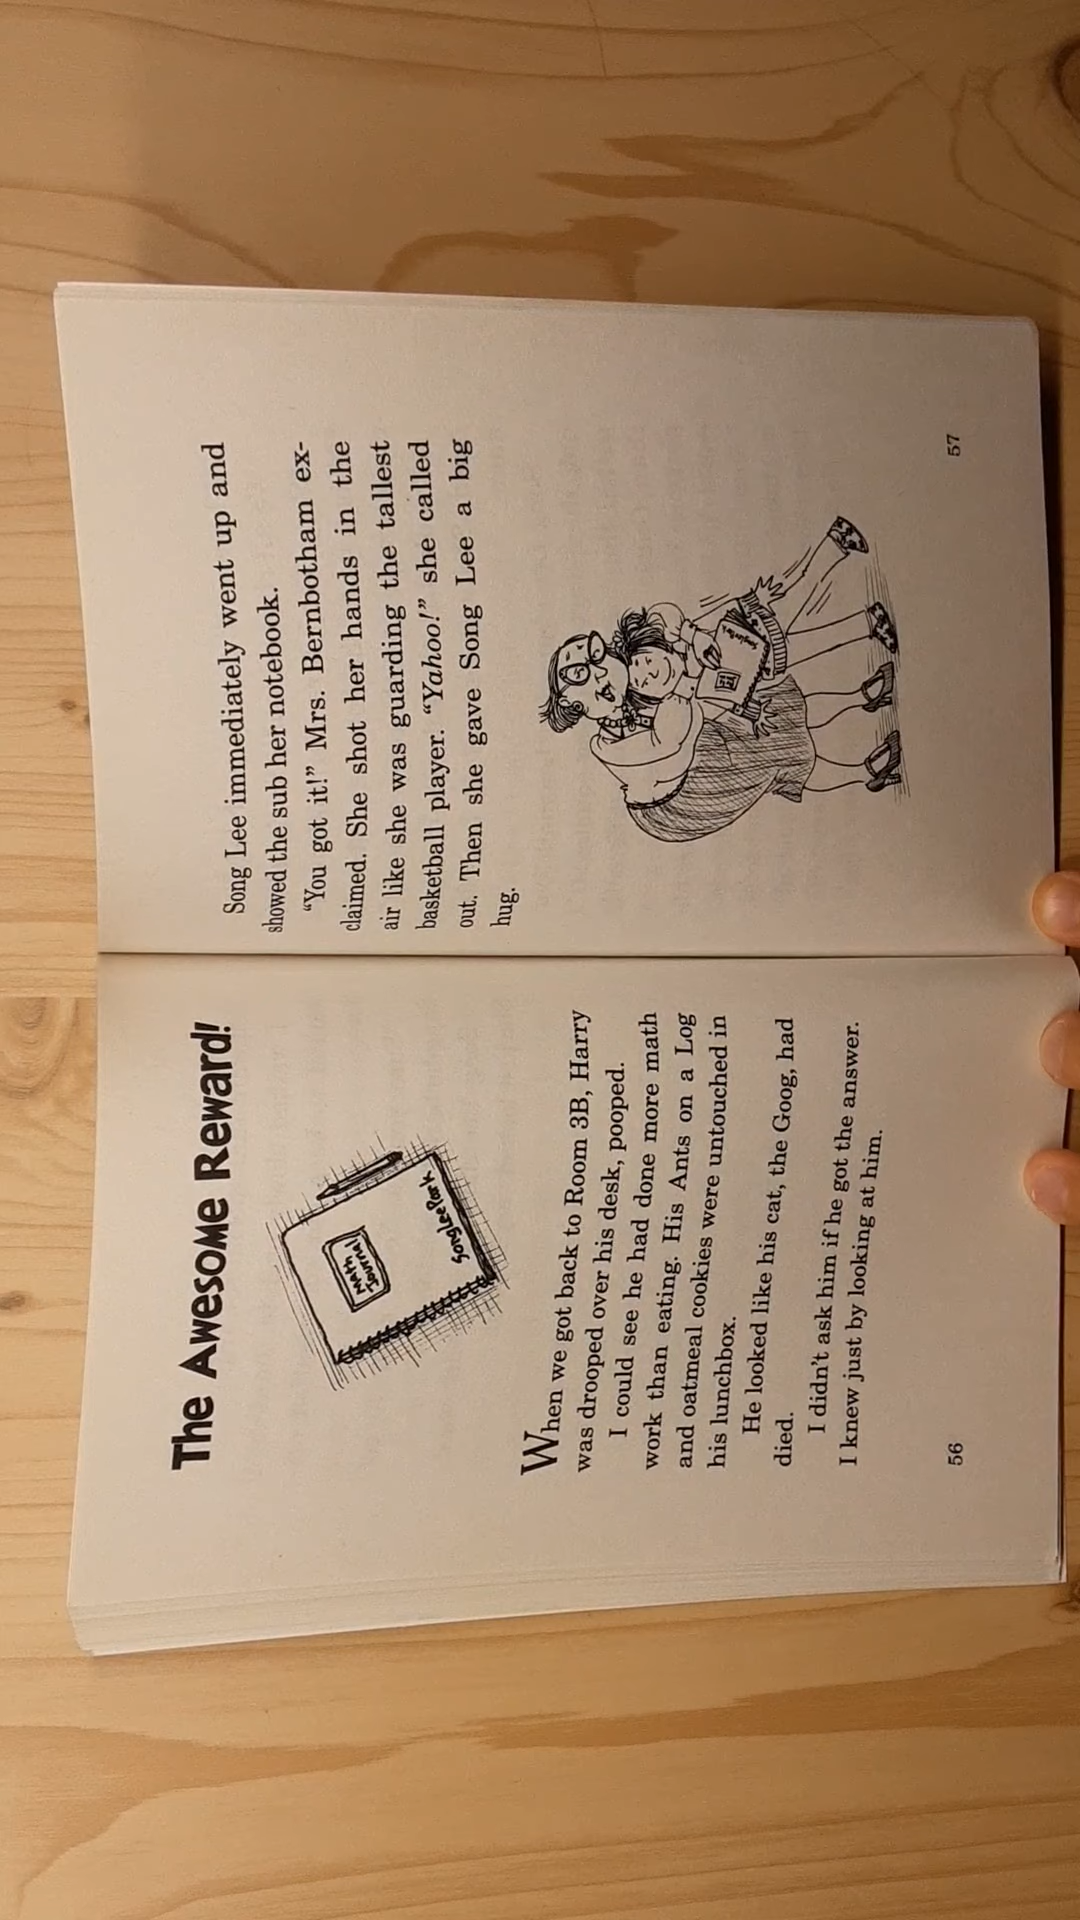 The Awesome Reward!
Math
Journal
Song Lee Park
When we got back to Room 3B, Harry
was drooped over his desk, pooped.
I could see he had done more math
work than eating. His Ants on a Log
and oatmeal cookies were untouched in
his lunchbox.
He looked like his cat, the Goog, had
died.
I didn't ask him if he got the answer.
I knew just by looking at him.
56
Song Lee immediately went up and
showed the sub her notebook.
“You got it!” Mrs. Bernbotham ex-
claimed. She shot her hands in the
air like she was guarding the tallest
basketball player. “Yahoo!” she called
out. Then she gave Song Lee a big
hug.
57